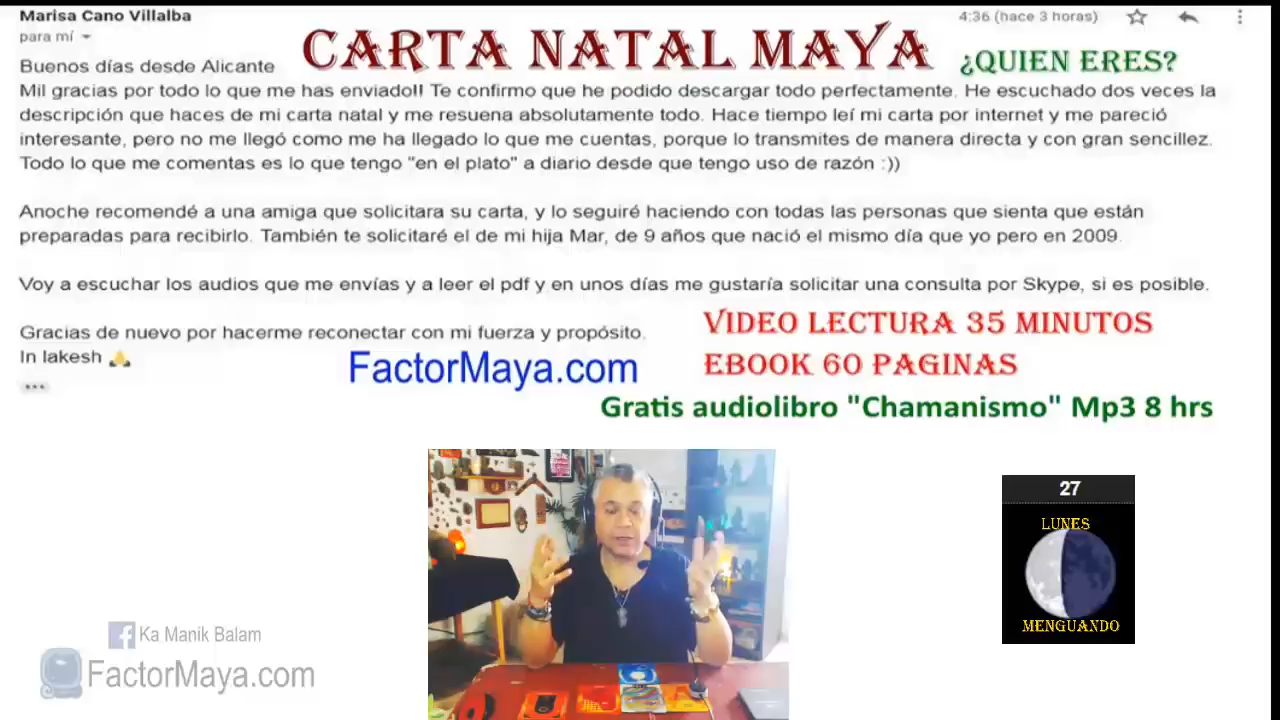 Marisa Cano Villalba
4:36 (hace 3 horas)
para mí
CARTA NATAL MAYA
¿QUIEN ERES?
Buenos días desde Alicante
Mil gracias por todo lo que me has enviado!! Te confirmo que he podido descargar todo perfectamente. He escuchado dos veces la
descripción que haces de mi carta natal y me resuena absolutamente todo. Hace tiempo leí mi carta por internet y me pareció
interesante, pero no me llegó como me ha llegado lo que me cuentas, porque lo transmites de manera directa y con gran sencillez.
Todo lo que me comentas es lo que tengo "en el plato" a diario desde que tengo uso de razón :))
Anoche recomendé a una amiga que solicitara su carta, y lo seguiré haciendo con todas las personas que sienta que están
preparadas para recibirlo. También te solicitaré el de mi hija Mar, de 9 años que nació el mismo día que yo pero en 2009.
Voy a escuchar los audios que me envías y a leer el pdf y en unos días me gustaría solicitar una consulta por Skype, si es posible.
Gracias de nuevo por hacerme reconectar con mi fuerza y propósito.
In lakesh 🙏
VIDEO LECTURA 35 MINUTOS
EBOOK 60 PAGINAS
FactorMaya.com
Gratis audiolibro "Chamanismo" Mp3 8 hrs
27
LUNES
MENGUANDO
Ka Manik Balam
FactorMaya.com